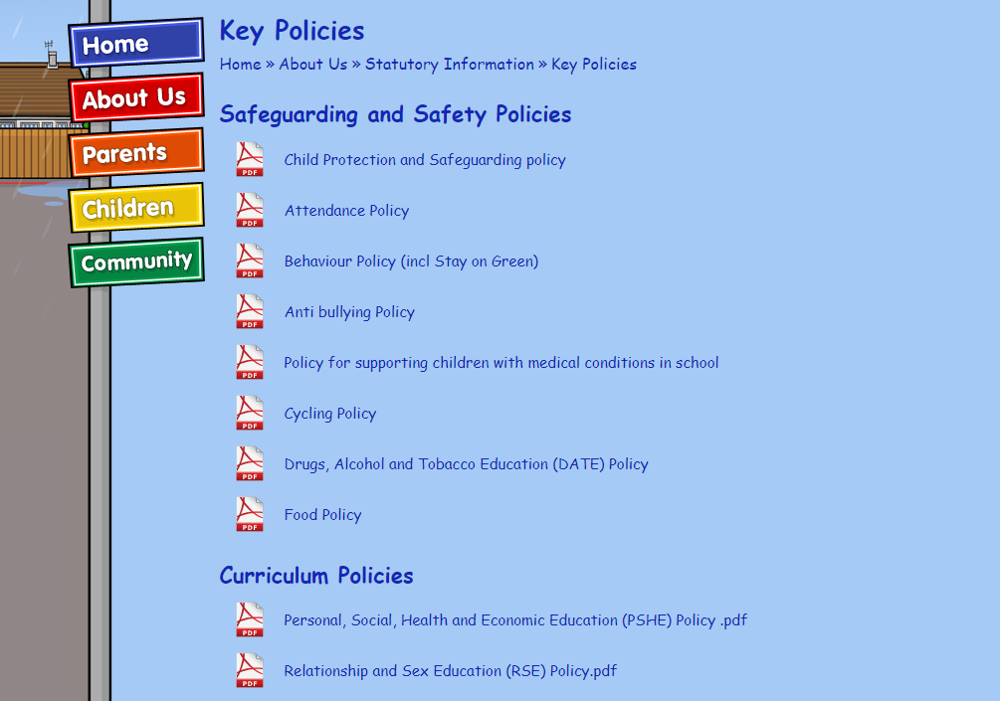 Home
About Us
Parents
Children
Community
Key Policies
Home » About Us » Statutory Information » Key Policies
Safeguarding and Safety Policies
PDF Child Protection and Safeguarding policy
PDF Attendance Policy
PDF Behaviour Policy (incl Stay on Green)
PDF Anti bullying Policy
PDF Policy for supporting children with medical conditions in school
PDF Cycling Policy
PDF Drugs, Alcohol and Tobacco Education (DATE) Policy
PDF Food Policy
Curriculum Policies
PDF Personal, Social, Health and Economic Education (PSHE) Policy .pdf
PDF Relationship and Sex Education (RSE) Policy.pdf